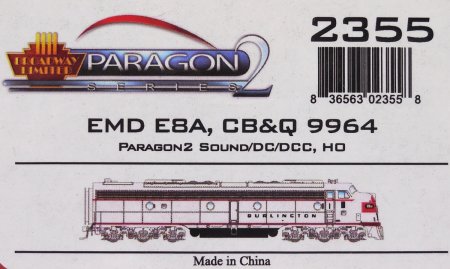 BROADWAY
LIMITED
PARAGON 2
SERIES
2355
8 36563 02355 8
EMD E8A, CB&Q 9964
PARAGON2 SOUND/DC/DCC, HO
BURLINGTON
Made in China